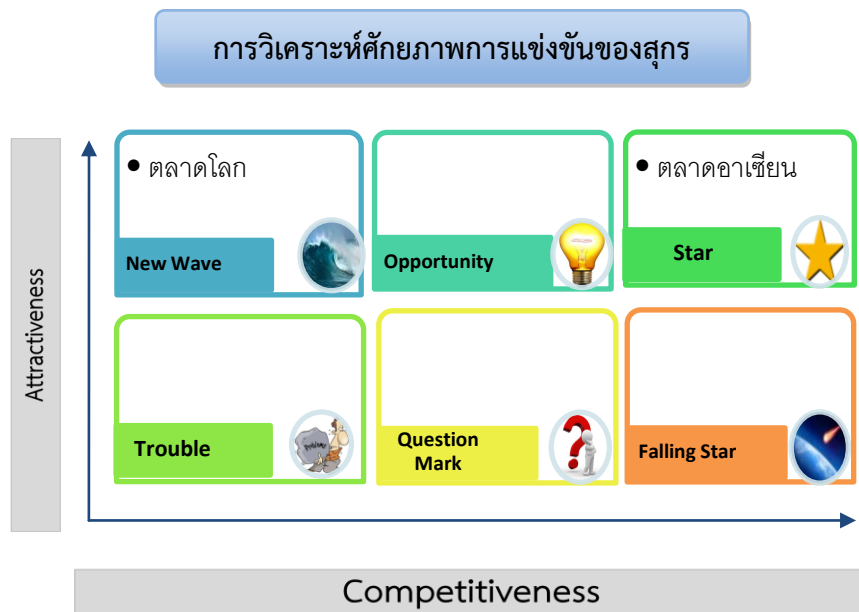 การวิเคราะห์ศักยภาพการแข่งขันของสุกร
Attractiveness
• ตลาดโลก
New Wave
Opportunity
• ตลาดอาเซียน
Star
Trouble
Problems
Question
Mark
Falling Star
Competitiveness